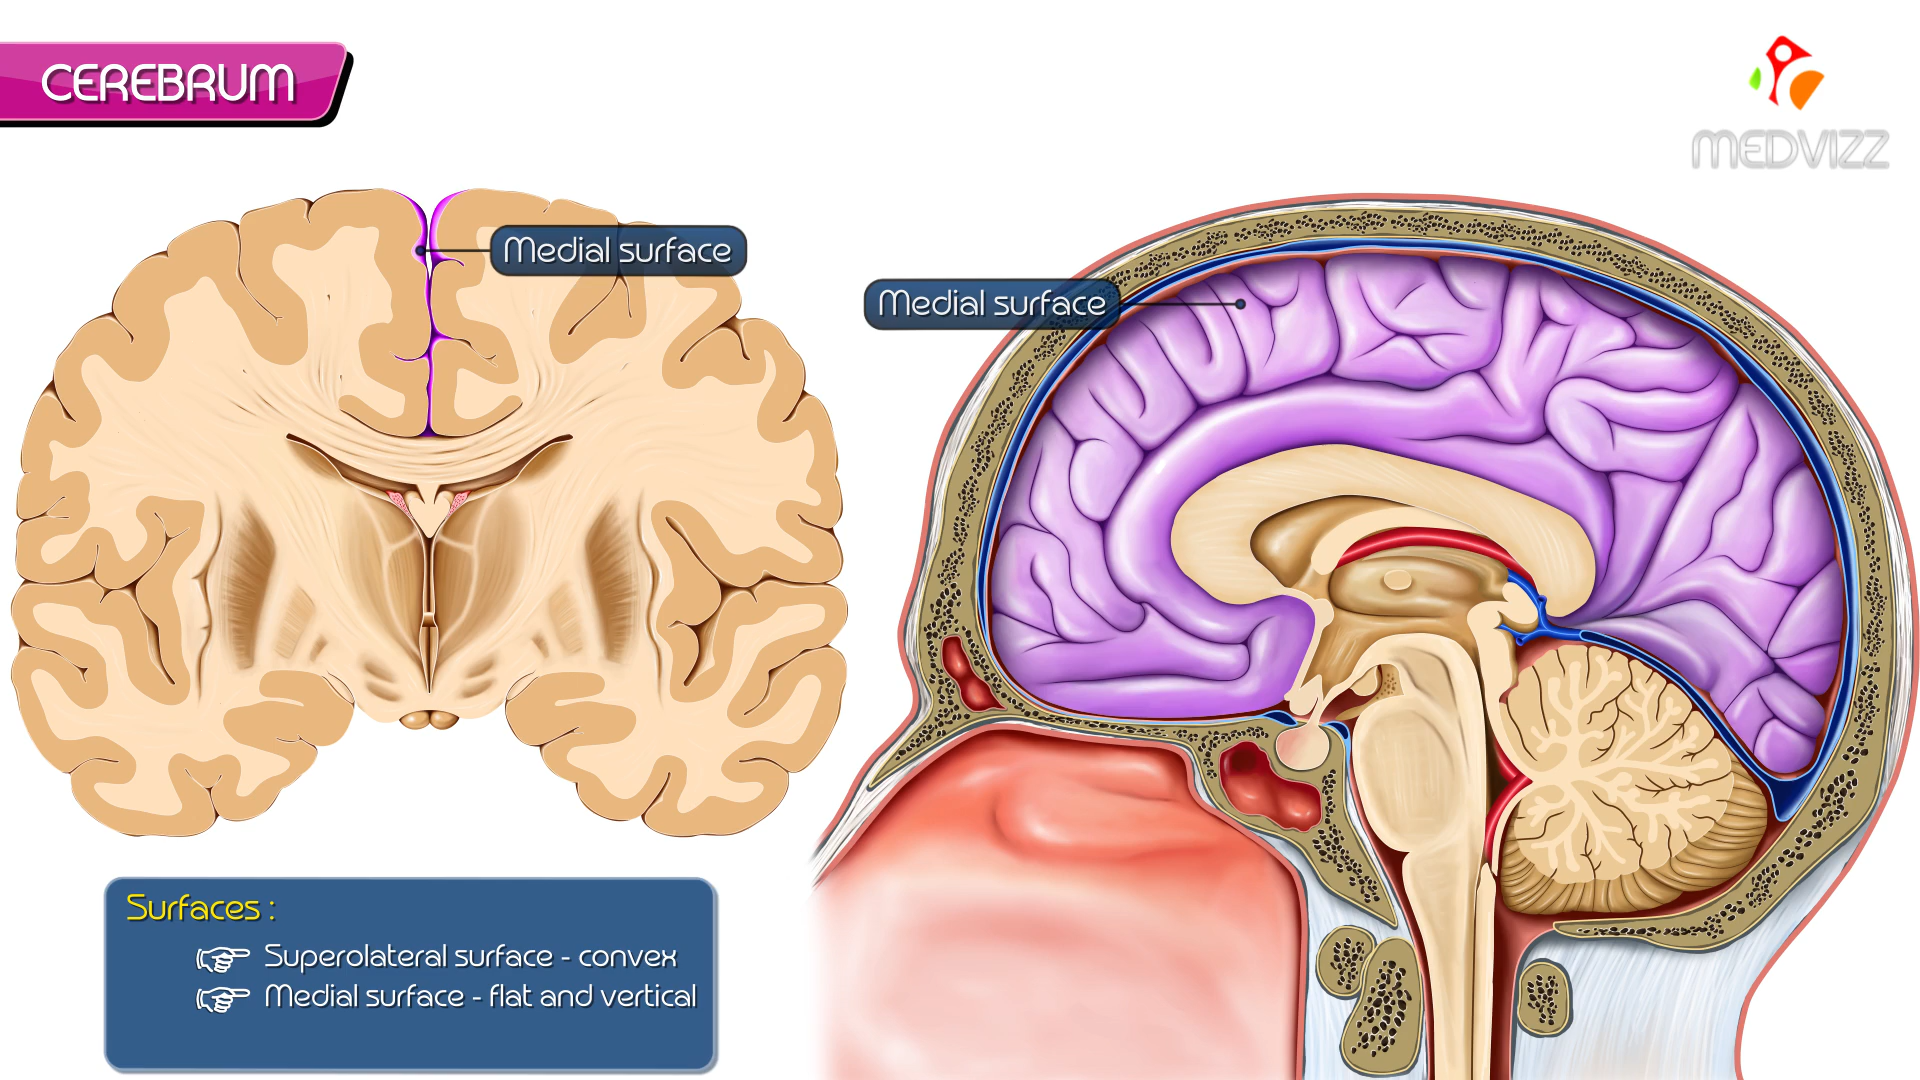 CEREBRUM
MEDVIZZ
Medial surface
Medial surface
Surfaces :
Superolateral surface - convex
Medial surface - flat and vertical